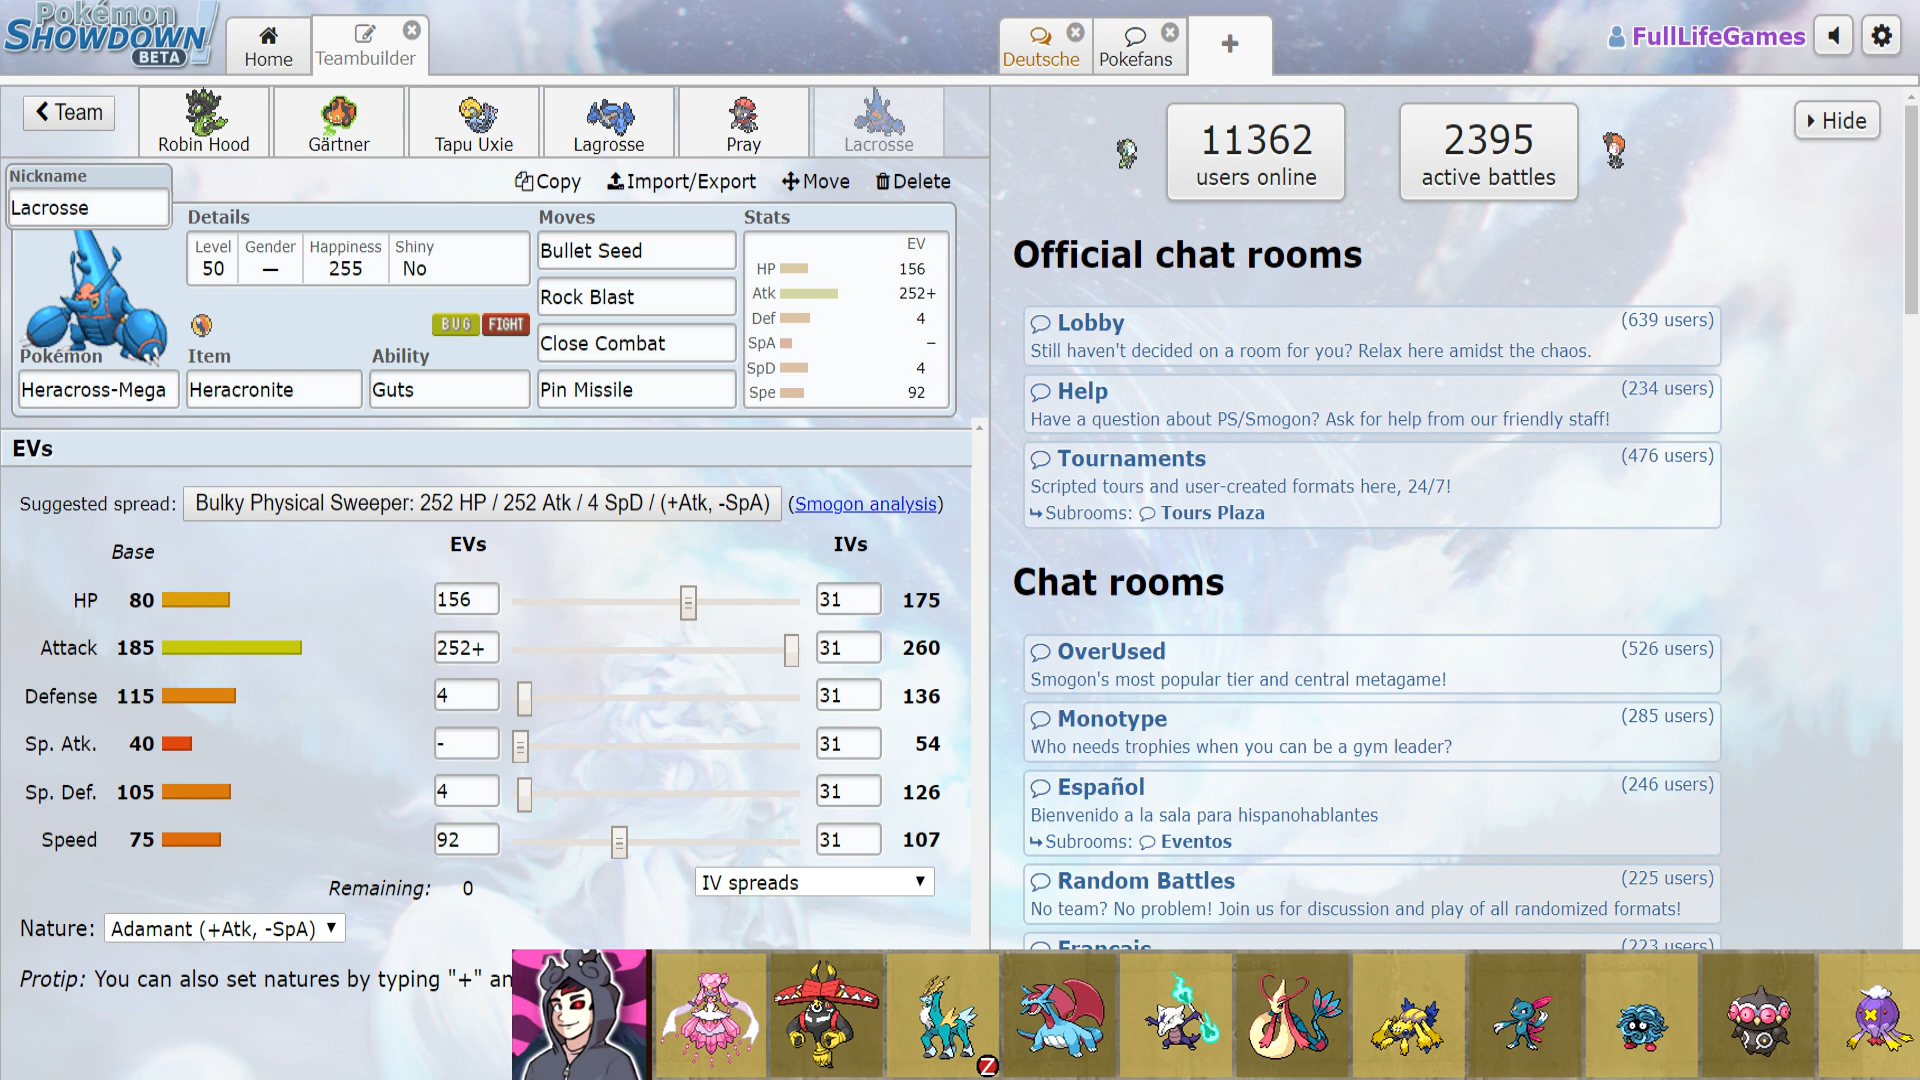 Pokémon
SHOWDOWN!
BETA
Home
Teambuilder
Deutsche
Pokefans
FullLifeGames
Team
Robin Hood
Gärtner
Tapu Uxie
Lagrosse
Pray
Lacrosse
Nickname
Lacrosse
Copy
Import/Export
Move
Delete
Details
Level Gender Happiness Shiny
50 — 255 No
BUG FIGHT
Pokémon
Heracross-Mega
Item
Heracronite
Ability
Guts
Moves
Bullet Seed
Rock Blast
Close Combat
Pin Missile
Stats
EV
HP 156
Atk 252+
Def 4
SpA –
SpD 4
Spe 92
EVs
Suggested spread: Bulky Physical Sweeper: 252 HP / 252 Atk / 4 SpD / (+Atk, -SpA) (Smogon analysis)
Base EVs IVs
HP 80 156 31 175
Attack 185 252+ 31 260
Defense 115 4 31 136
Sp. Atk. 40 - 31 54
Sp. Def. 105 4 31 126
Speed 75 92 31 107
Remaining: 0
IV spreads
Nature: Adamant (+Atk, -SpA)
Protip: You can also set natures by typing "+" an
11362
users online
2395
active battles
Hide
Official chat rooms
Lobby (639 users)
Still haven't decided on a room for you? Relax here amidst the chaos.
Help (234 users)
Have a question about PS/Smogon? Ask for help from our friendly staff!
Tournaments (476 users)
Scripted tours and user-created formats here, 24/7!
Subrooms: Tours Plaza
Chat rooms
OverUsed (526 users)
Smogon's most popular tier and central metagame!
Monotype (285 users)
Who needs trophies when you can be a gym leader?
Español (246 users)
Bienvenido a la sala para hispanohablantes
Subrooms: Eventos
Random Battles (225 users)
No team? No problem! Join us for discussion and play of all randomized formats!
Français (223 users)
Z